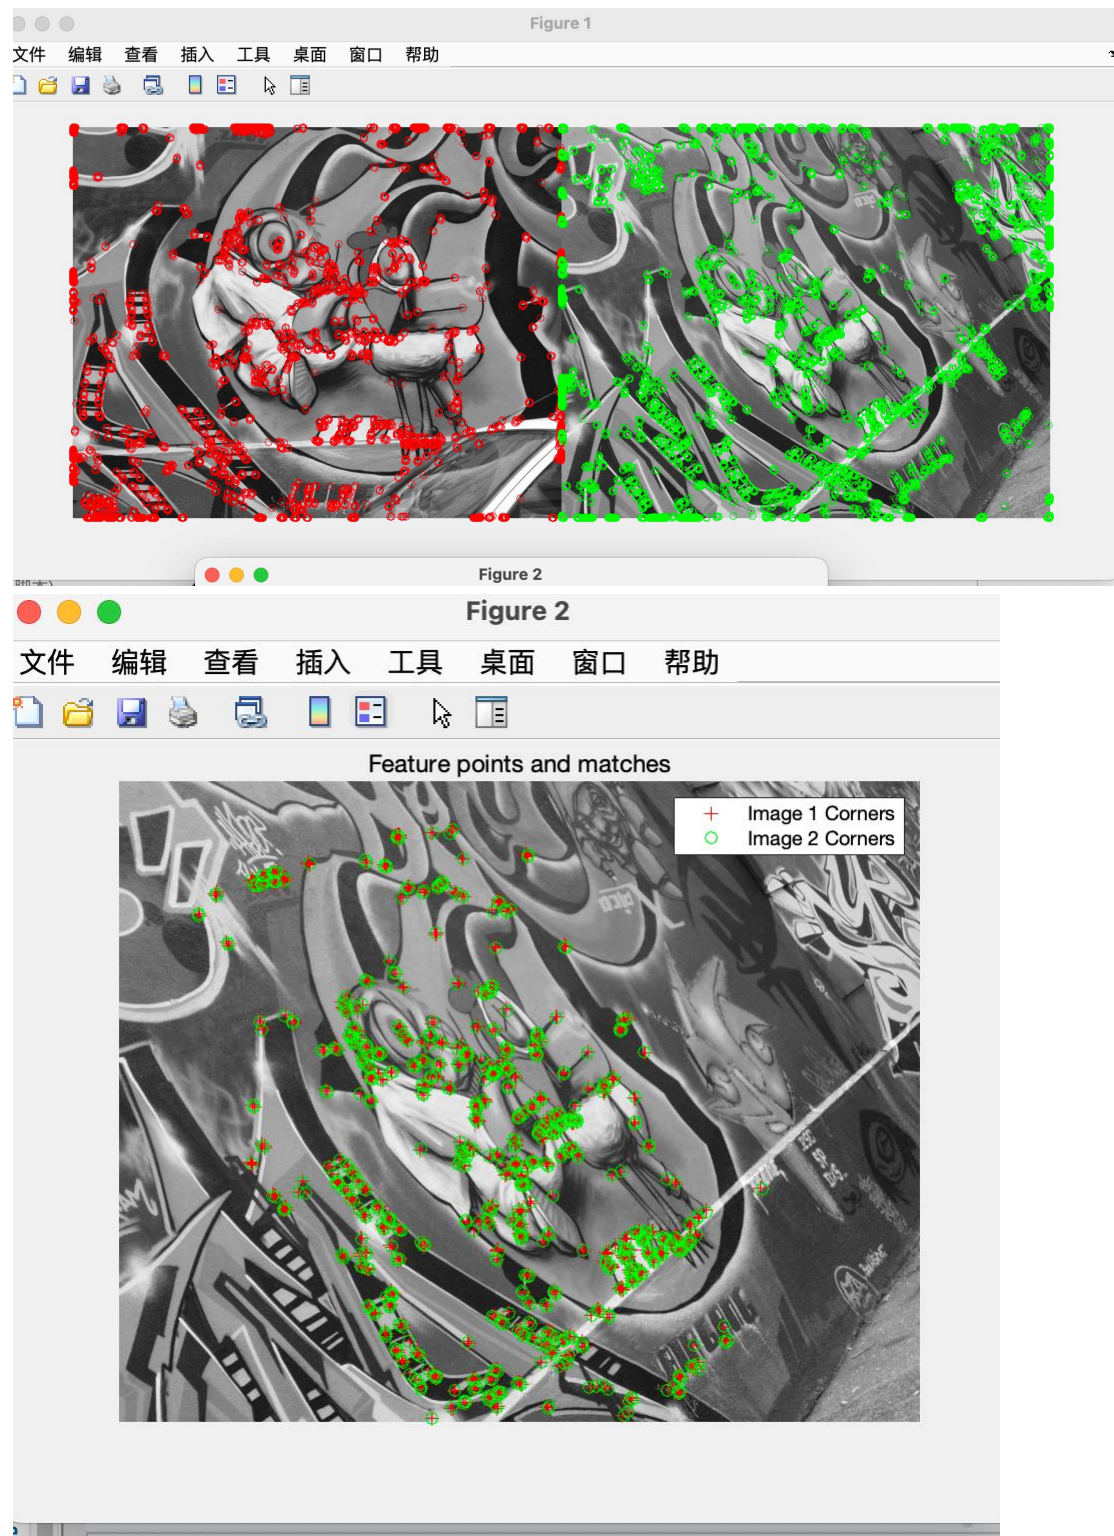 Figure 1
文件 编辑 查看 插入 工具 桌面 窗口 帮助
Figure 2
Figure 2
文件 编辑 查看 插入 工具 桌面 窗口 帮助
Feature points and matches
Image 1 Corners
Image 2 Corners